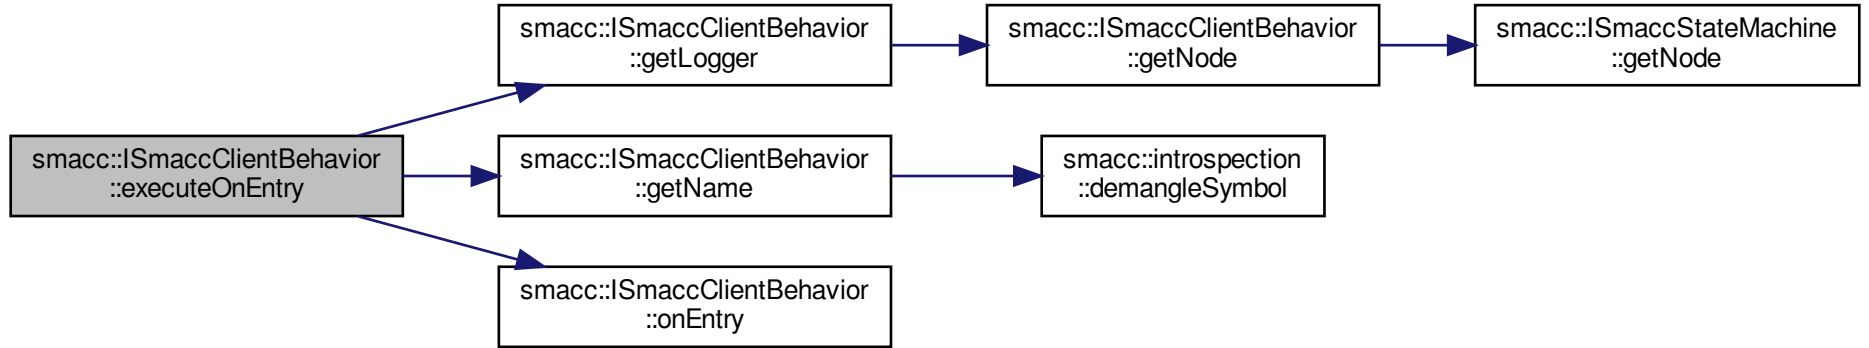 smacc::ISmaccClientBehavior
::getLogger
smacc::ISmaccClientBehavior
::getNode
smacc::ISmaccStateMachine
::getNode
smacc::ISmaccClientBehavior
::executeOnEntry
smacc::ISmaccClientBehavior
::getName
smacc::introspection
::demangleSymbol
smacc::ISmaccClientBehavior
::onEntry